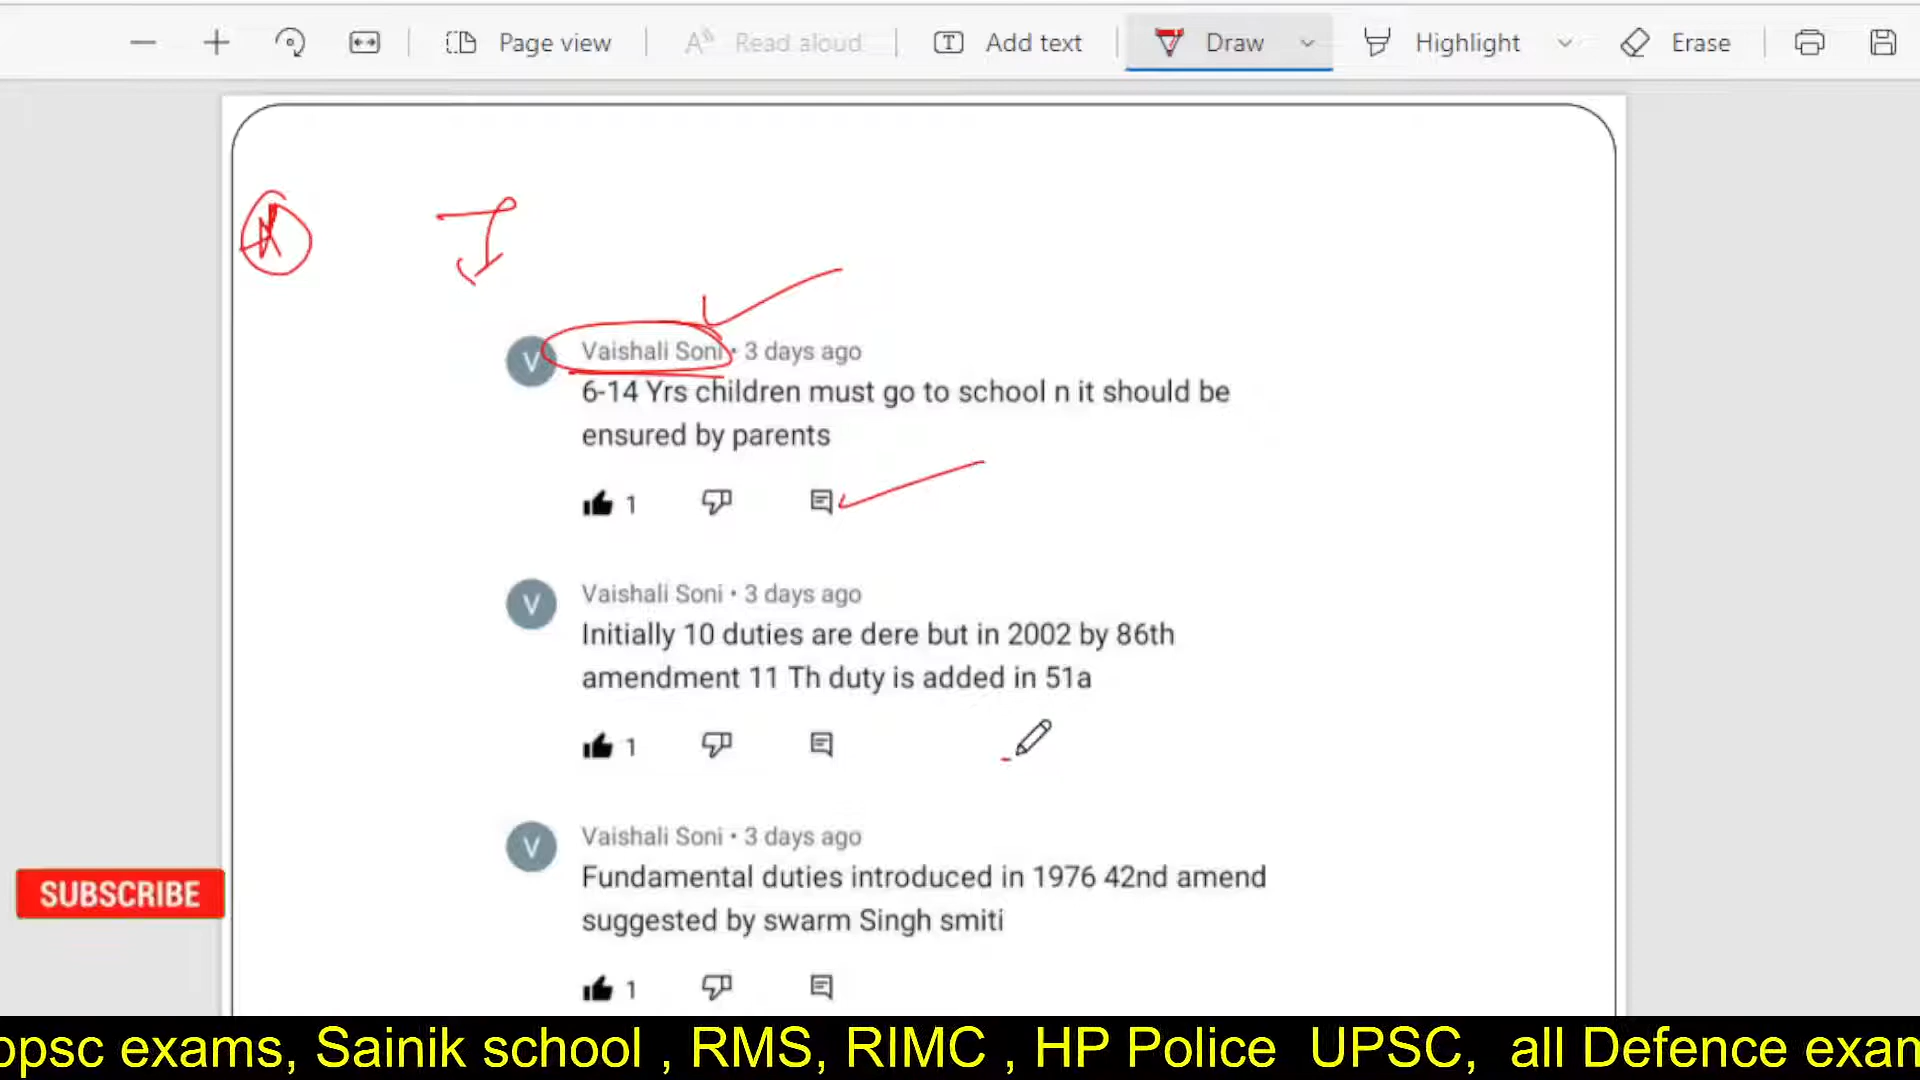 Page view
Read aloud
Add text
Draw
Highlight
Erase
V
Vaishali Soni • 3 days ago
6-14 Yrs children must go to school n it should be
ensured by parents
1
V
Vaishali Soni • 3 days ago
Initially 10 duties are dere but in 2002 by 86th
amendment 11 Th duty is added in 51a
1
V
Vaishali Soni • 3 days ago
Fundamental duties introduced in 1976 42nd amend
suggested by swarm Singh smiti
1
SUBSCRIBE
ppsc exams, Sainik school , RMS, RIMC , HP Police UPSC, all Defence exam